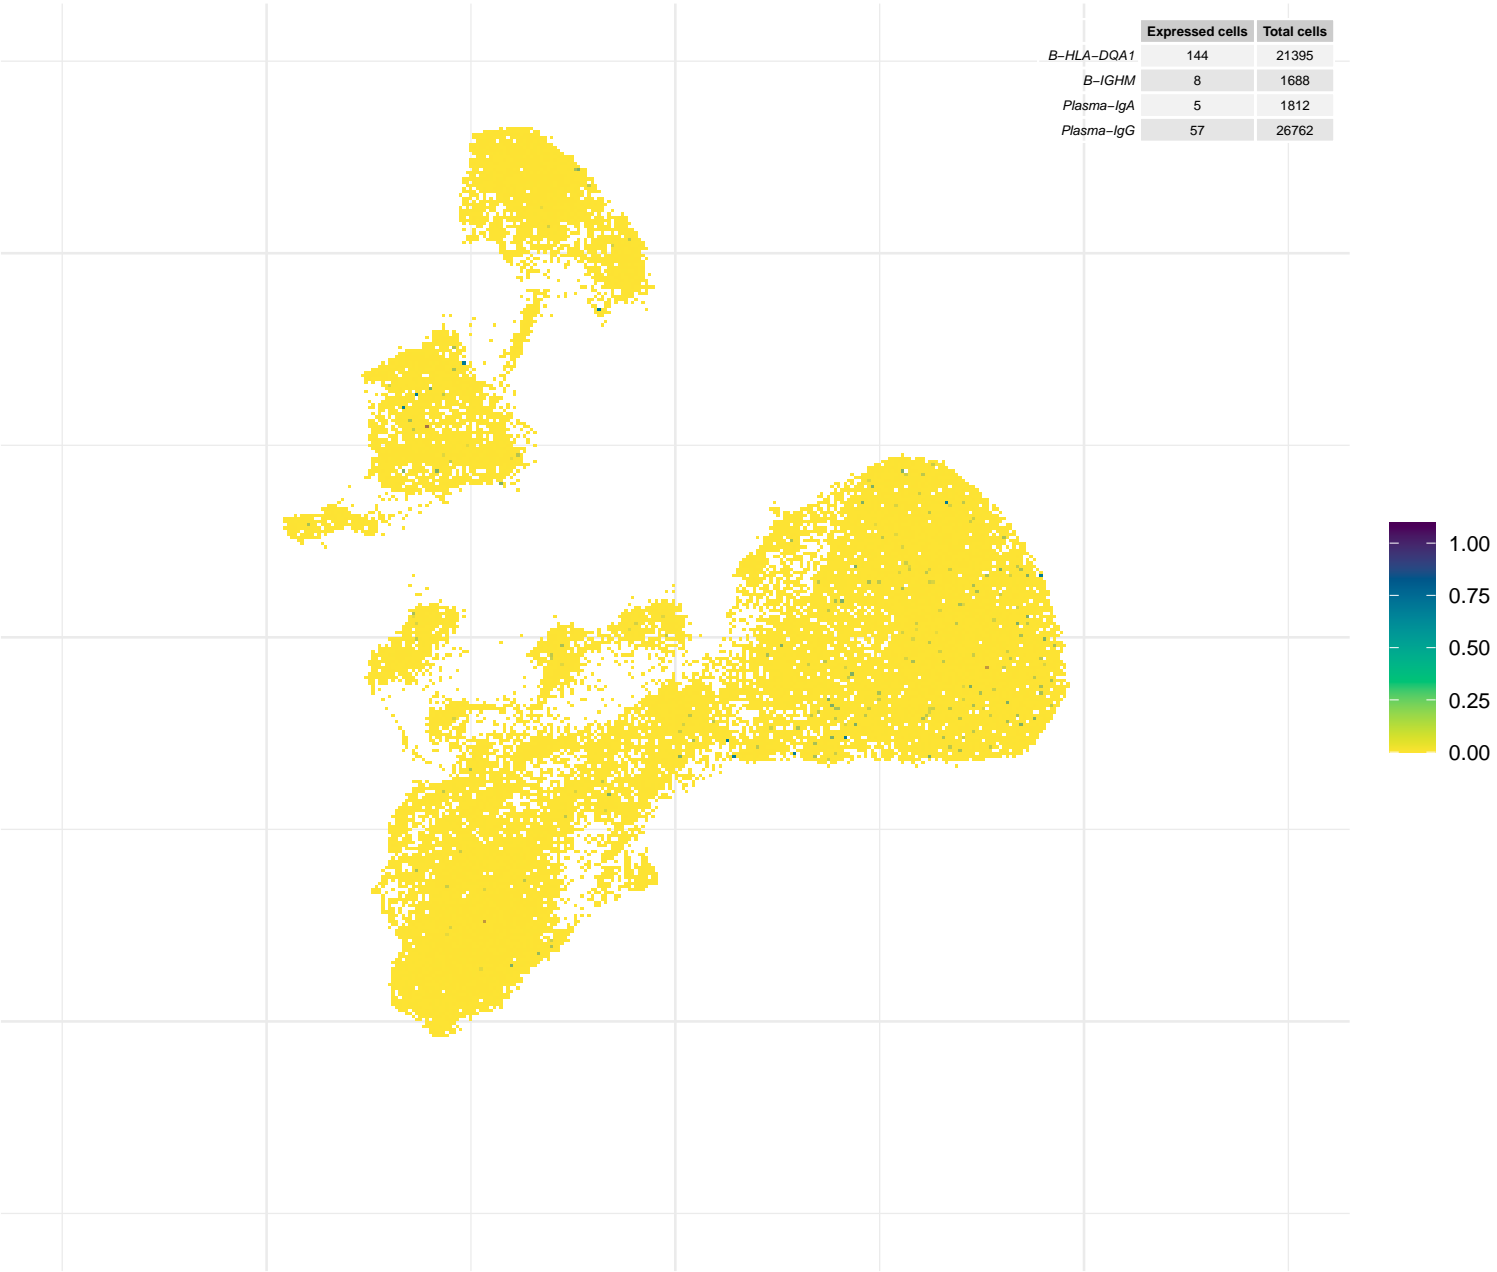 Expressed cells Total cells
B−HLA−DQA1 144 21395
B−IGHM 8 1688
Plasma−IgA 5 1812
Plasma−IgG 57 26762
1.00
0.75
0.50
0.25
0.00